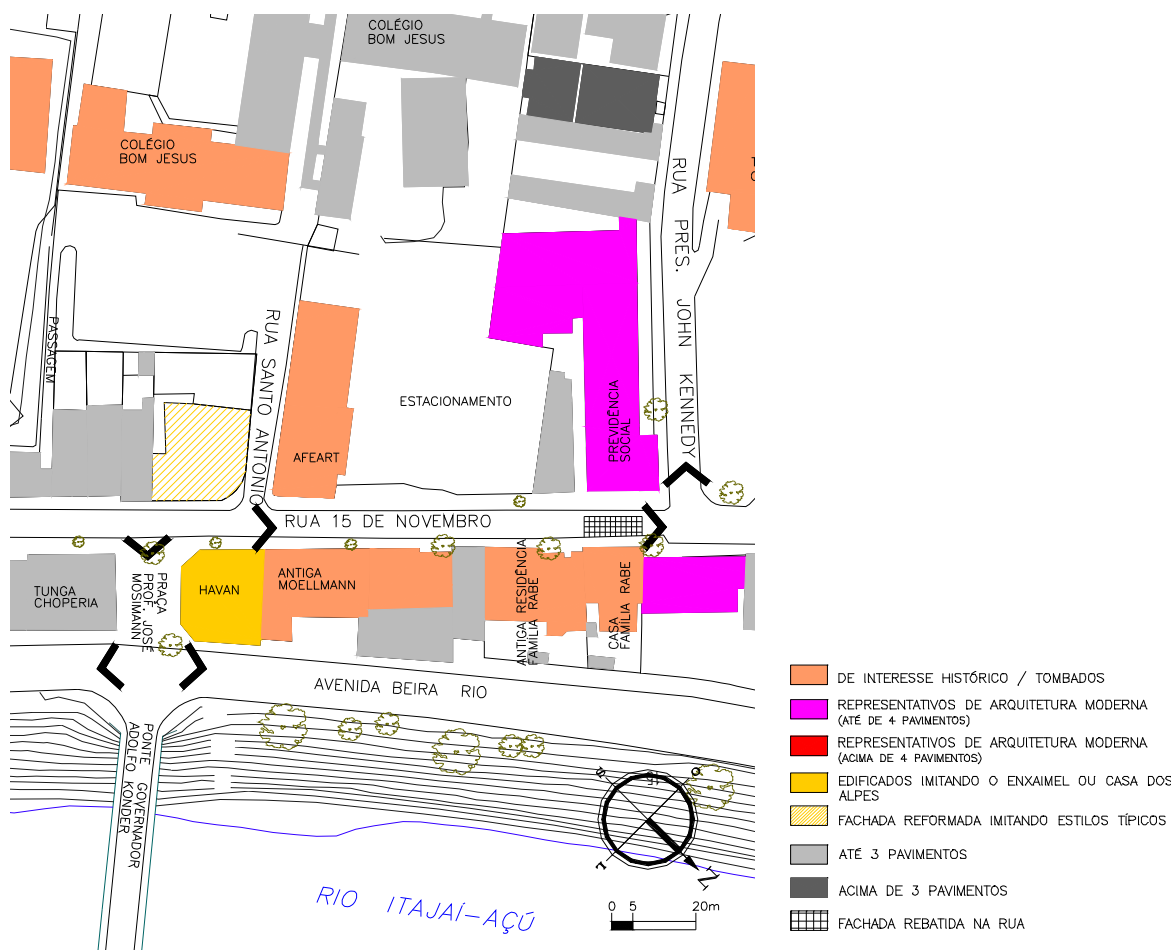 COLÉGIO
BOM JESUS
COLÉGIO
BOM JESUS
RUA PRES. JOHN KENNEDY
PASSAGEM
RUA SANTO ANTONIO
ESTACIONAMENTO
PREVIDÊNCIA
SOCIAL
AFEART
RUA 15 DE NOVEMBRO
TUNGA
CHOPERIA
PRAÇA
PROF. JOSÉ
MOSIMANN
HAVAN
ANTIGA
MOELLMANN
ANTIGA RESIDÊNCIA
FAMÍLIA RABE
CASA
FAMÍLIA RABE
AVENIDA BEIRA RIO
PONTE GOVERNADOR
ADOLFO KONDER
RIO ITAJAÍ-AÇÚ
S
O
L
N
0 5 20m
DE INTERESSE HISTÓRICO / TOMBADOS
REPRESENTATIVOS DE ARQUITETURA MODERNA
(ATÉ DE 4 PAVIMENTOS)
REPRESENTATIVOS DE ARQUITETURA MODERNA
(ACIMA DE 4 PAVIMENTOS)
EDIFICADOS IMITANDO O ENXAIMEL OU CASA DOS
ALPES
FACHADA REFORMADA IMITANDO ESTILOS TÍPICOS
ATÉ 3 PAVIMENTOS
ACIMA DE 3 PAVIMENTOS
FACHADA REBATIDA NA RUA